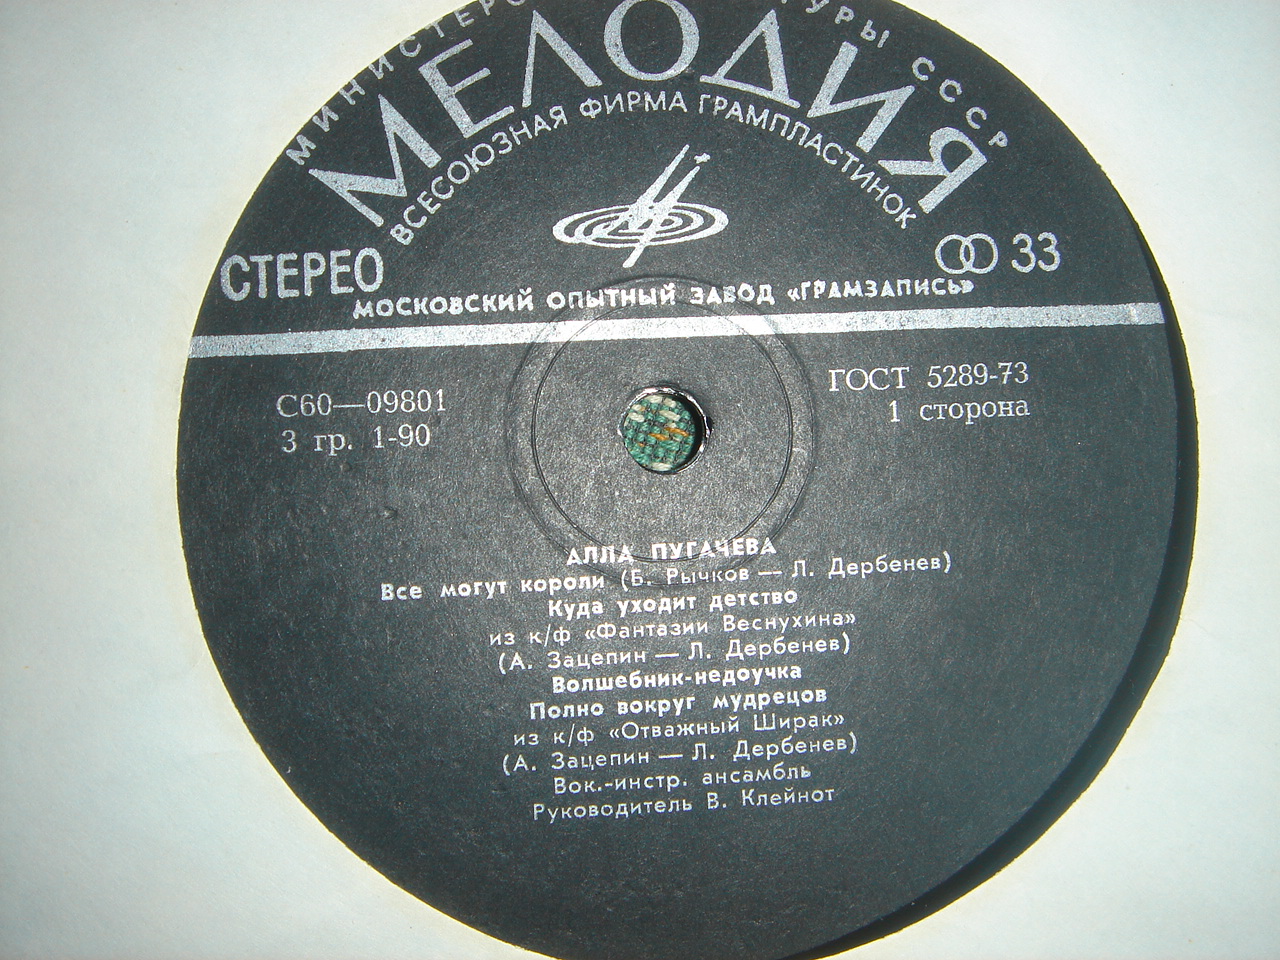 СССР
МЕЛОДИЯ
ВСЕСОЮЗНАЯ ФИРМА ГРАМПЛАСТИНОК
СТЕРЕО
33
МОСКОВСКИЙ ОПЫТНЫЙ ЗАВОД «ГРАМЗАПИСЬ»
С60—09801
3 гр. 1-90
ГОСТ 5289-73
1 сторона
АЛЛА ПУГАЧЕВА
Все могут короли (Б. Рычков — Л. Дербенев)
Куда уходит детство
из к/ф «Фантазии Веснухина»
(А. Зацепин — Л. Дербенев)
Волшебник-недоучка
Полно вокруг мудрецов
из к/ф «Отважный Ширак»
(А. Зацепин — Л. Дербенев)
Вок.-инстр. ансамбль
Руководитель В. Клейнот